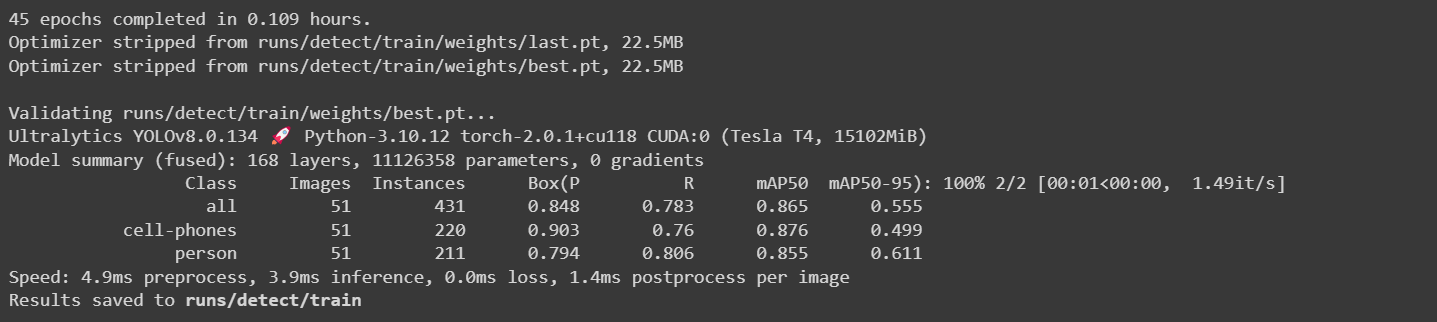 45 epochs completed in 0.109 hours.
Optimizer stripped from runs/detect/train/weights/last.pt, 22.5MB
Optimizer stripped from runs/detect/train/weights/best.pt, 22.5MB
Validating runs/detect/train/weights/best.pt...
Ultralytics YOLOv8.0.134 🚀 Python-3.10.12 torch-2.0.1+cu118 CUDA:0 (Tesla T4, 15102MiB)
Model summary (fused): 168 layers, 11126358 parameters, 0 gradients
Class Images Instances Box(P R mAP50 mAP50-95): 100% 2/2 [00:01<00:00, 1.49it/s]
all 51 431 0.848 0.783 0.865 0.555
cell-phones 51 220 0.903 0.76 0.876 0.499
person 51 211 0.794 0.806 0.855 0.611
Speed: 4.9ms preprocess, 3.9ms inference, 0.0ms loss, 1.4ms postprocess per image
Results saved to runs/detect/train